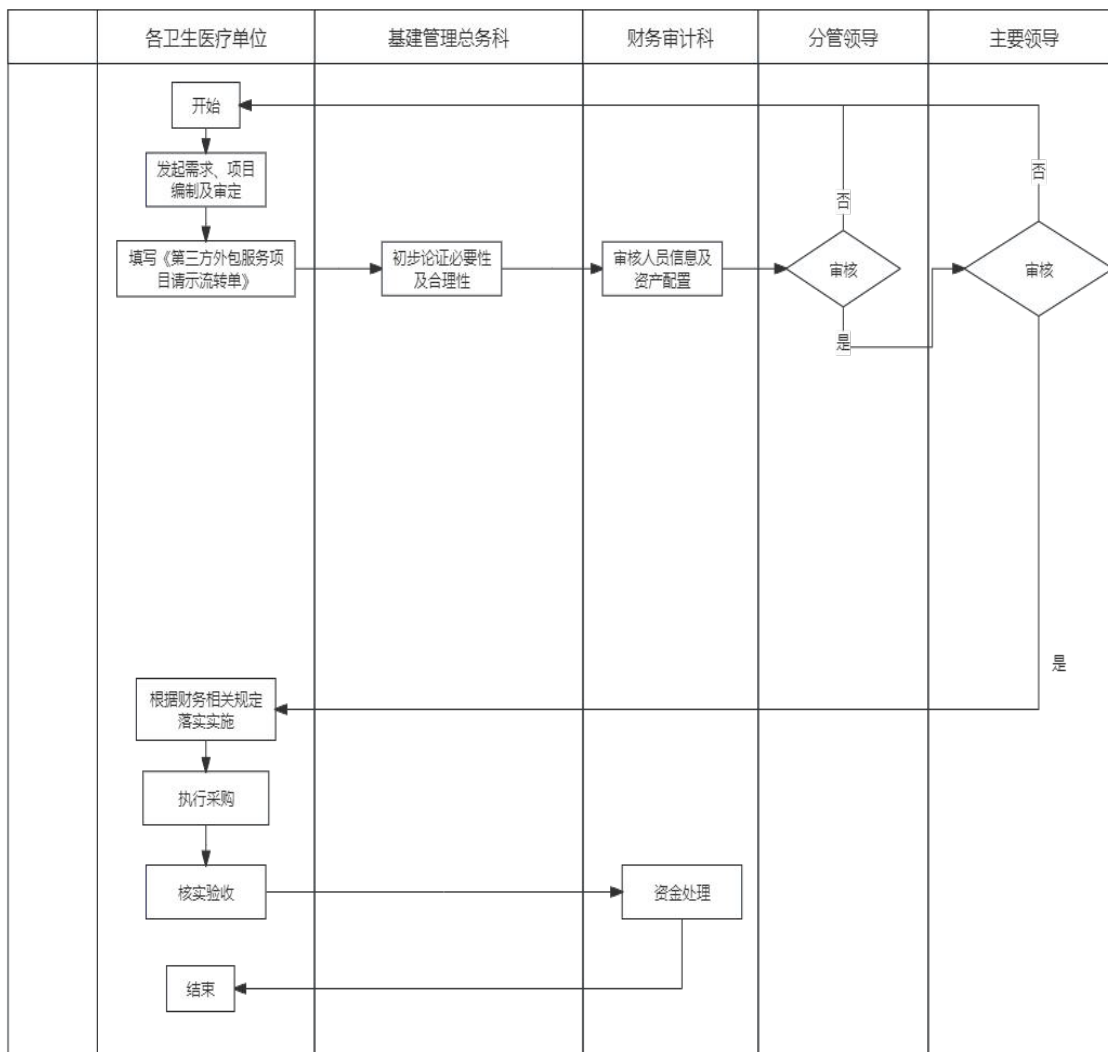 各卫生医疗单位
基建管理总务科
财务审计科
分管领导
主要领导
开始
发起需求、项目
编制及审定
否
否
填写《第三方外包服务项
目请示流转单》
初步论证必要性
及合理性
审核人员信息及
资产配置
审核
审核
是
是
根据财务相关规定
落实实施
执行采购
核实验收
资金处理
结束